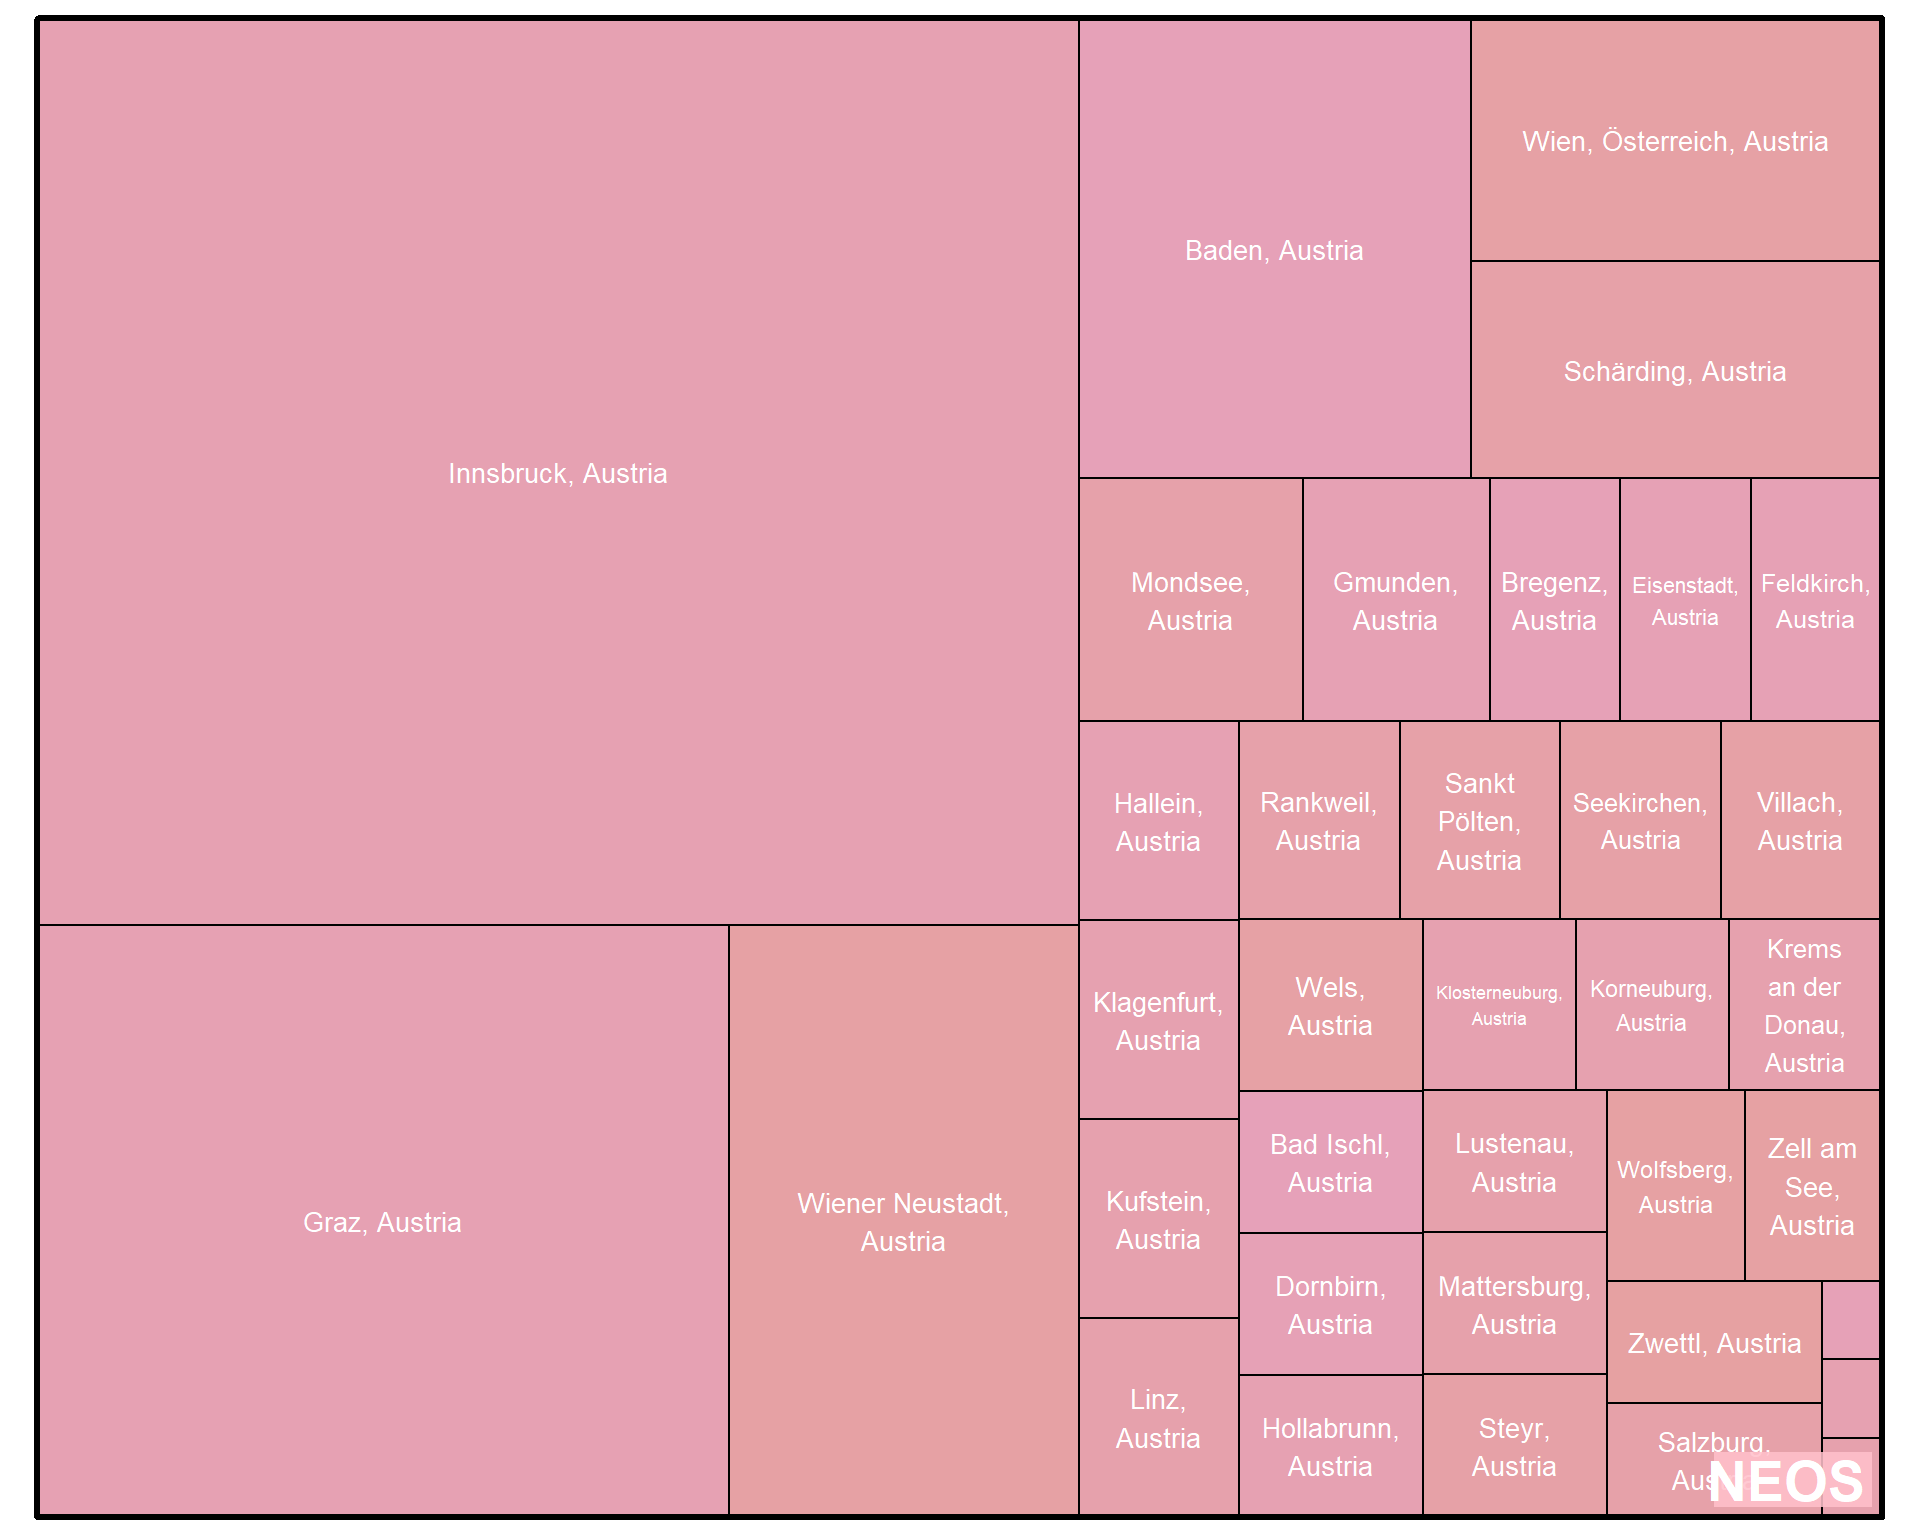 Innsbruck, Austria
Baden, Austria
Wien, Österreich, Austria
Schärding, Austria
Mondsee,
Austria
Gmunden,
Austria
Bregenz,
Austria
Eisenstadt,
Austria
Feldkirch,
Austria
Hallein,
Austria
Rankweil,
Austria
Sankt
Pölten,
Austria
Seekirchen,
Austria
Villach,
Austria
Graz, Austria
Wiener Neustadt,
Austria
Klagenfurt,
Austria
Wels,
Austria
Klosterneuburg,
Austria
Korneuburg,
Austria
Krems
an der
Donau,
Austria
Kufstein,
Austria
Bad Ischl,
Austria
Lustenau,
Austria
Wolfsberg,
Austria
Zell am
See,
Austria
Dornbirn,
Austria
Mattersburg,
Austria
Zwettl, Austria
Linz,
Austria
Hollabrunn,
Austria
Steyr,
Austria
Salzburg,
NEOS